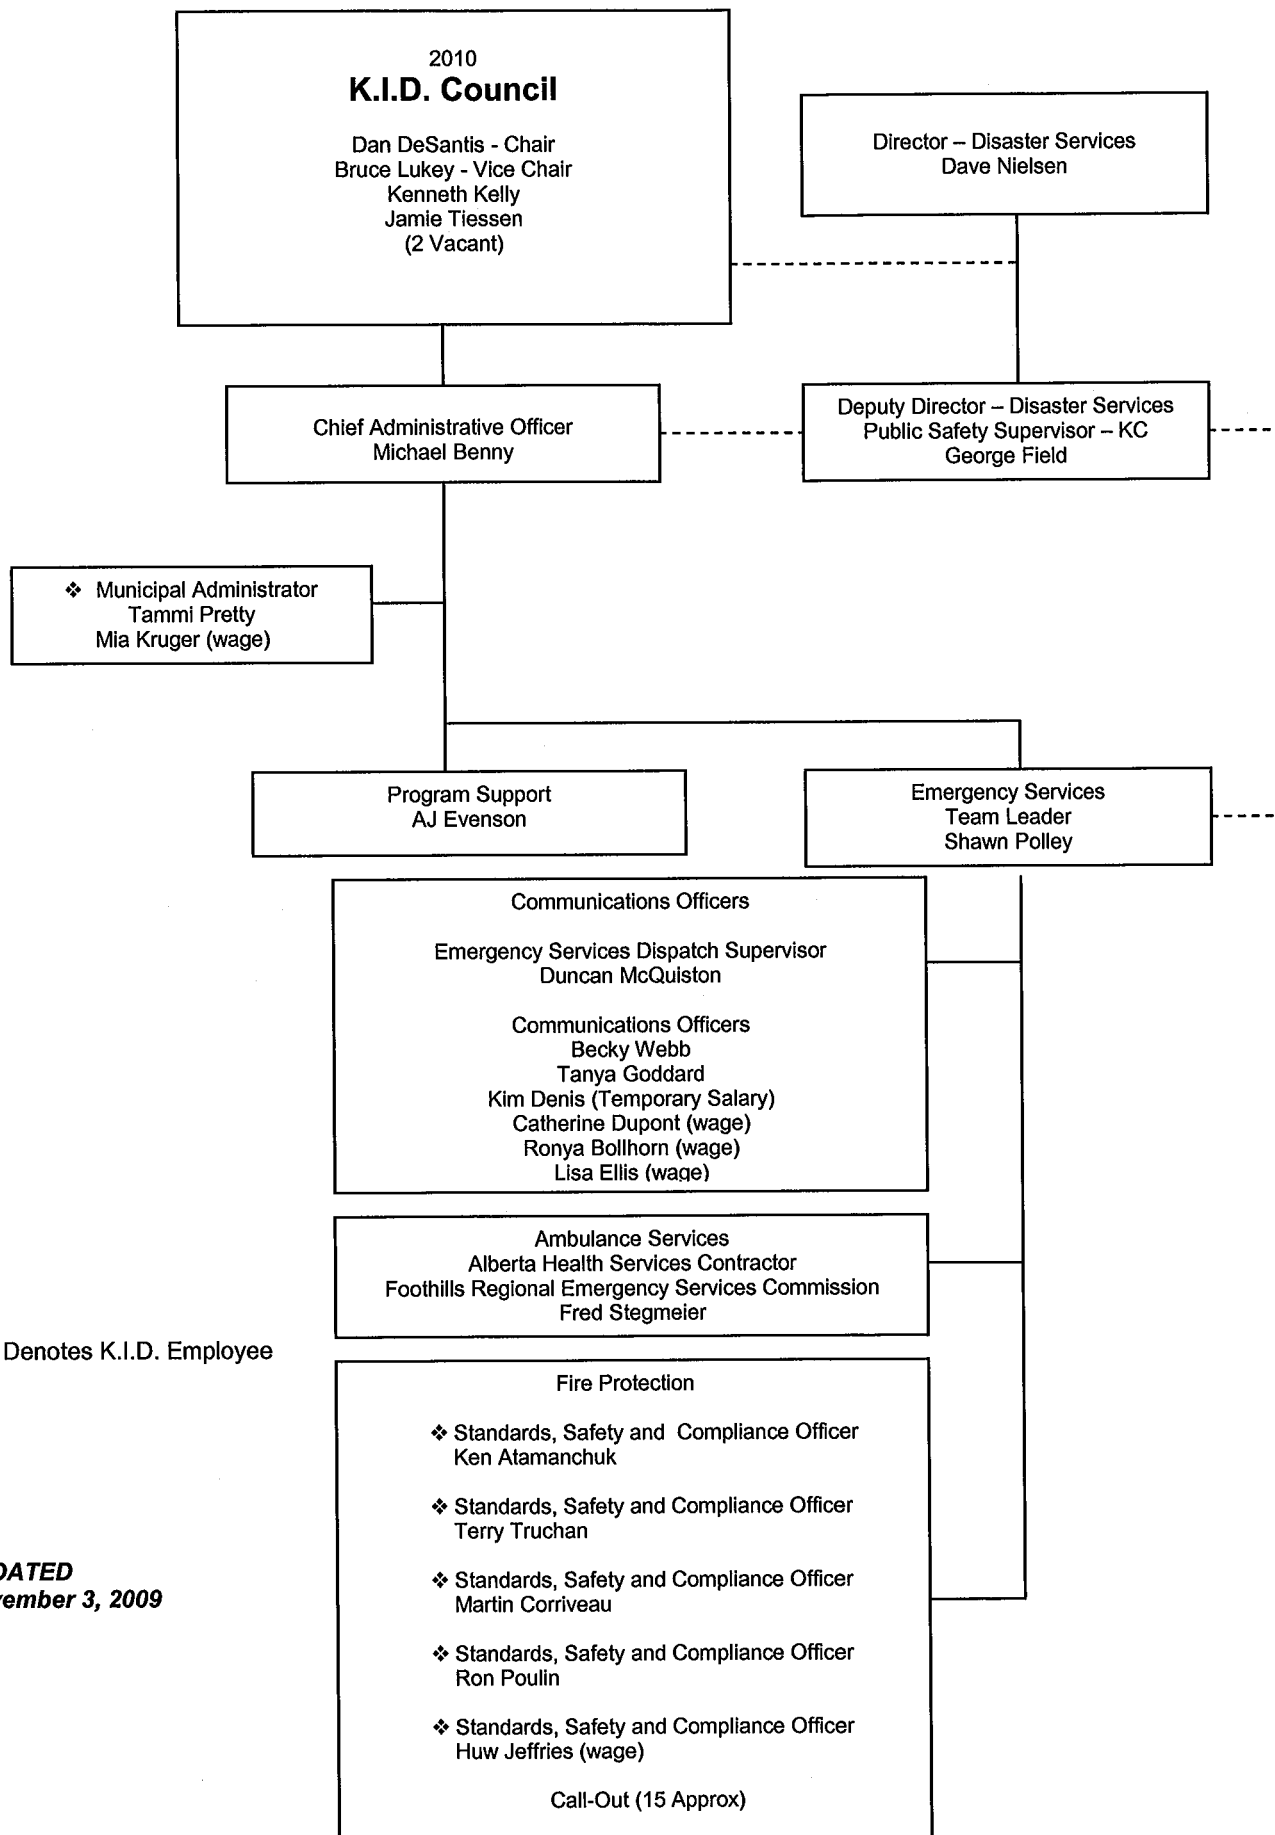 2010
K.I.D. Council
Dan DeSantis - Chair
Bruce Lukey - Vice Chair
Kenneth Kelly
Jamie Tiessen
(2 Vacant)
Director – Disaster Services
Dave Nielsen
Chief Administrative Officer
Michael Benny
Deputy Director – Disaster Services
Public Safety Supervisor – KC
George Field
❖ Municipal Administrator
Tammi Pretty
Mia Kruger (wage)
Program Support
AJ Evenson
Emergency Services
Team Leader
Shawn Polley
Communications Officers
Emergency Services Dispatch Supervisor
Duncan McQuiston
Communications Officers
Becky Webb
Tanya Goddard
Kim Denis (Temporary Salary)
Catherine Dupont (wage)
Ronya Bollhorn (wage)
Lisa Ellis (wage)
Ambulance Services
Alberta Health Services Contractor
Foothills Regional Emergency Services Commission
Fred Stegmeier
Denotes K.I.D. Employee
Fire Protection
❖ Standards, Safety and Compliance Officer
Ken Atamanchuk
❖ Standards, Safety and Compliance Officer
Terry Truchan
DATED
ember 3, 2009
❖ Standards, Safety and Compliance Officer
Martin Corriveau
❖ Standards, Safety and Compliance Officer
Ron Poulin
❖ Standards, Safety and Compliance Officer
Huw Jeffries (wage)
Call-Out (15 Approx)